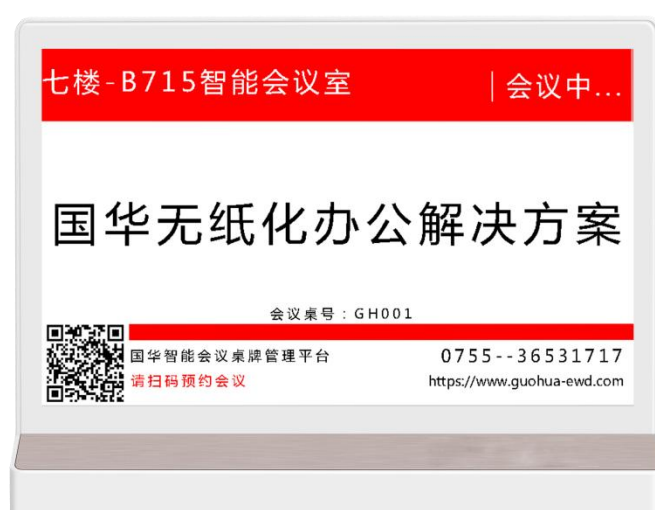 七楼-B715智能会议室 |会议中...
国华无纸化办公解决方案
会议桌号:GH001
国华智能会议桌牌管理平台 0755--36531717
请扫码预约会议 https://www.guohua-ewd.com